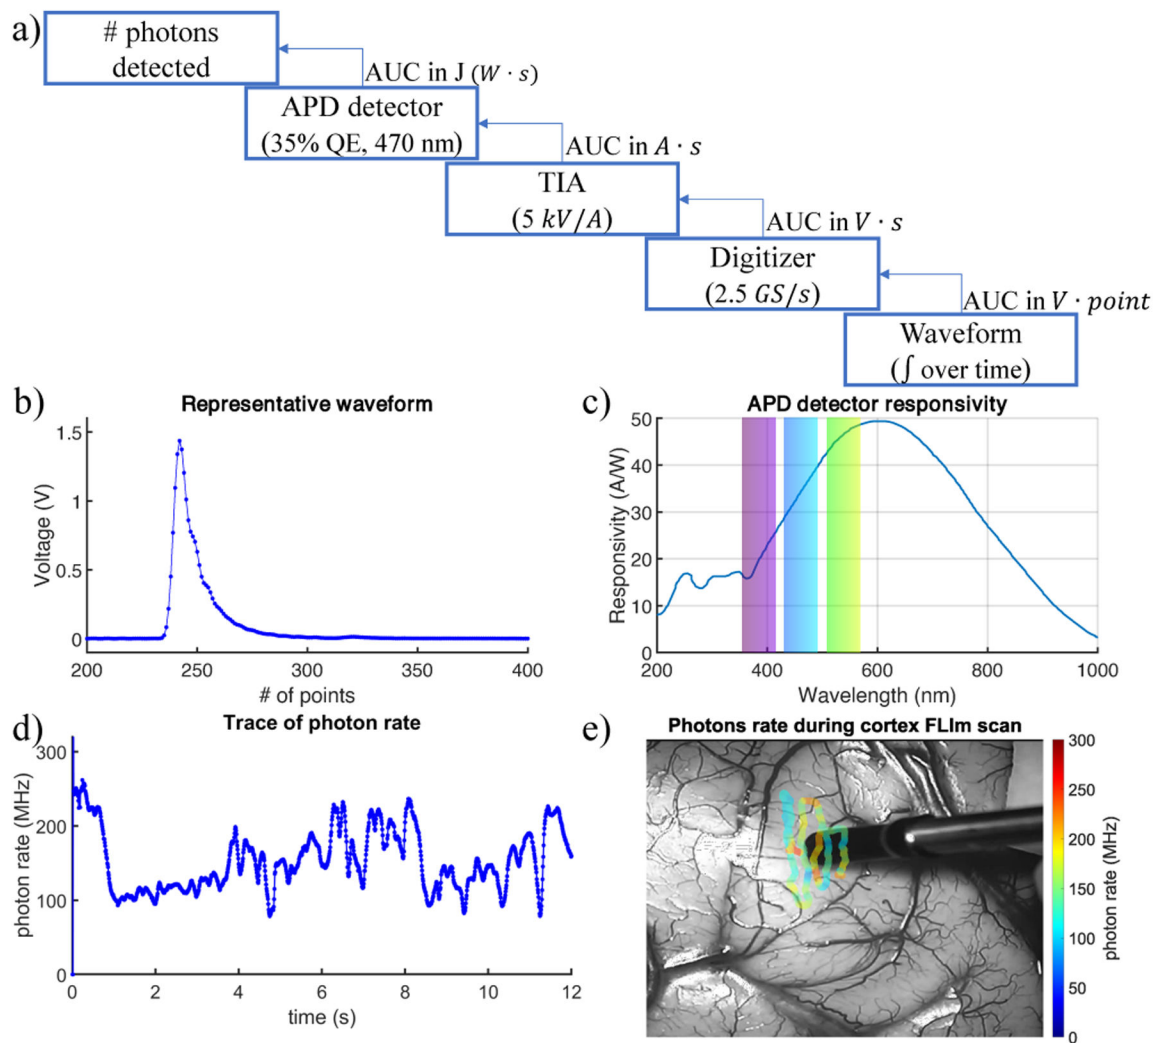 a)
# photons
detected
AUC in J (W · s)
APD detector
(35% QE, 470 nm)
AUC in A · s
TIA
(5 kV/A)
AUC in V · s
Digitizer
(2.5 GS/s)
AUC in V · point
Waveform
(∫ over time)
b)
Representative waveform
1.5
1
0.5
0
Voltage (V)
200 250 300 350 400
# of points
c)
APD detector responsivity
50
40
30
20
10
0
Responsivity (A/W)
200 400 600 800 1000
Wavelength (nm)
d)
Trace of photon rate
300
200
100
0
photon rate (MHz)
0 2 4 6 8 10 12
time (s)
e)
Photons rate during cortex FLIm scan
300
250
200
150
100
50
0
photon rate (MHz)